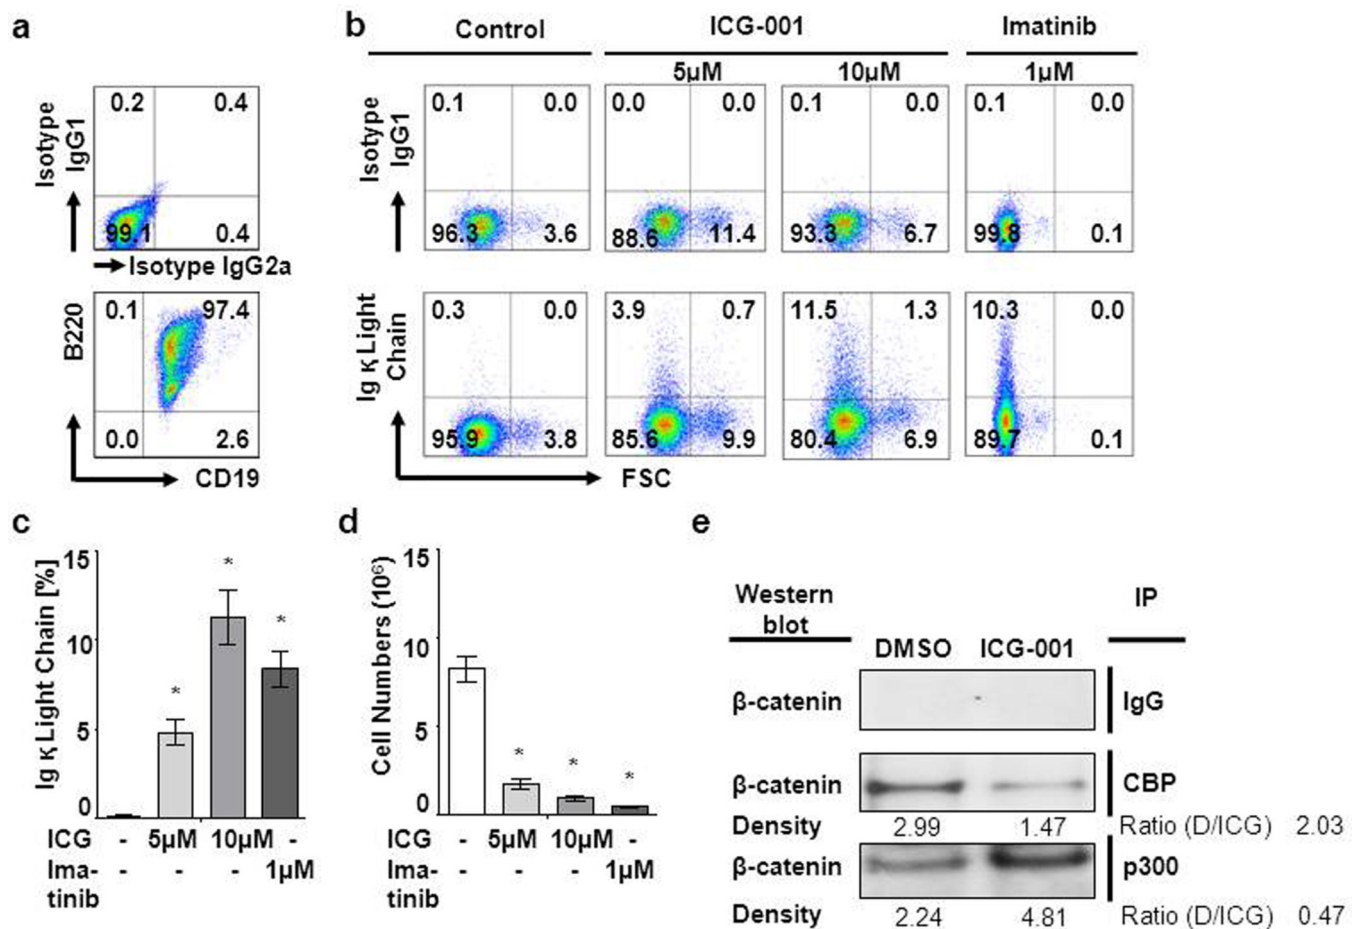 a
0.2 0.4
Isotype
IgG1
99.1 0.4
Isotype IgG2a
0.1 97.4
B220
0.0 2.6
CD19
b
Control ICG-001 Imatinib
5µM 10µM 1µM
Isotype
IgG1
0.1 0.0 0.0 0.0 0.1 0.0 0.1 0.0
96.3 3.6 88.6 11.4 93.3 6.7 99.8 0.1
Ig κ Light
Chain
0.3 0.0 3.9 0.7 11.5 1.3 10.3 0.0
95.9 3.8 85.6 9.9 80.4 6.9 89.7 0.1
FSC
c
Ig κ Light Chain [%]
15
10
5
0
* * *
ICG - 5µM 10µM -
Ima- - - - 1µM
tinib
d
Cell Numbers (10⁶)
15
10
5
0
* * *
ICG - 5µM 10µM -
Ima- - - - 1µM
tinib
e
Western
blot
IP
DMSO ICG-001
β-catenin IgG
β-catenin CBP
Density 2.99 1.47 Ratio (D/ICG) 2.03
β-catenin p300
Density 2.24 4.81 Ratio (D/ICG) 0.47